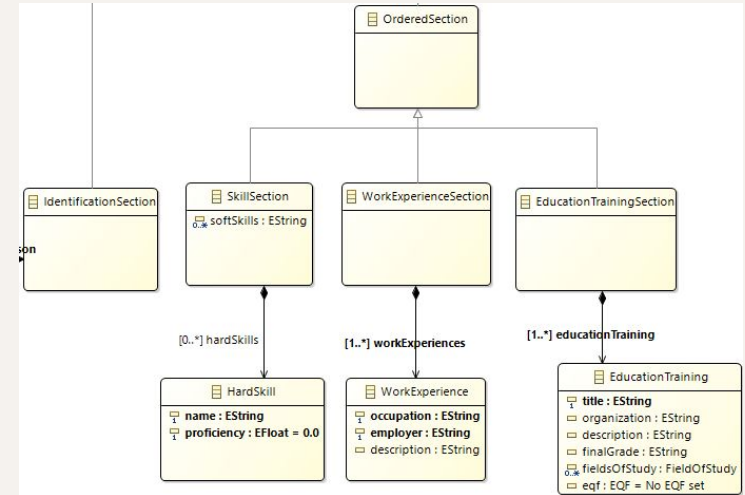 OrderedSection
IdentificationSection
SkillSection
0..* softSkills : EString
WorkExperienceSection
EducationTrainingSection
son
[0..*] hardSkills
[1..*] workExperiences
[1..*] educationTraining
HardSkill
1 name : EString
1 proficiency : EFloat = 0.0
WorkExperience
1 occupation : EString
1 employer : EString
description : EString
EducationTraining
1 title : EString
organization : EString
description : EString
finalGrade : EString
0..* fieldsOfStudy : FieldOfStudy
eqf : EQF = No EQF set